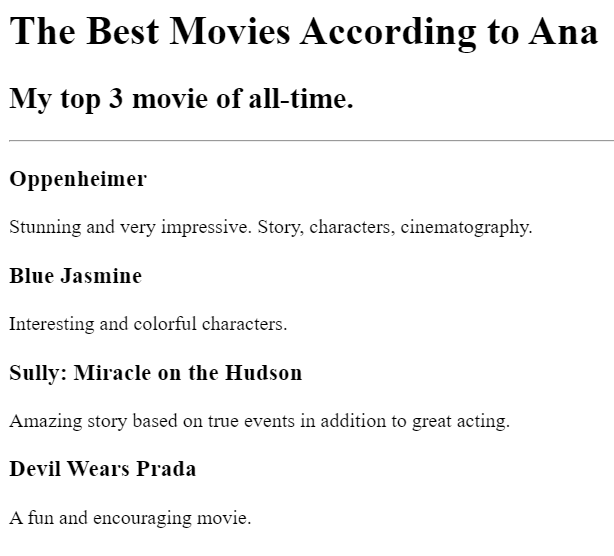 The Best Movies According to Ana
My top 3 movie of all-time.
Oppenheimer
Stunning and very impressive. Story, characters, cinematography.
Blue Jasmine
Interesting and colorful characters.
Sully: Miracle on the Hudson
Amazing story based on true events in addition to great acting.
Devil Wears Prada
A fun and encouraging movie.